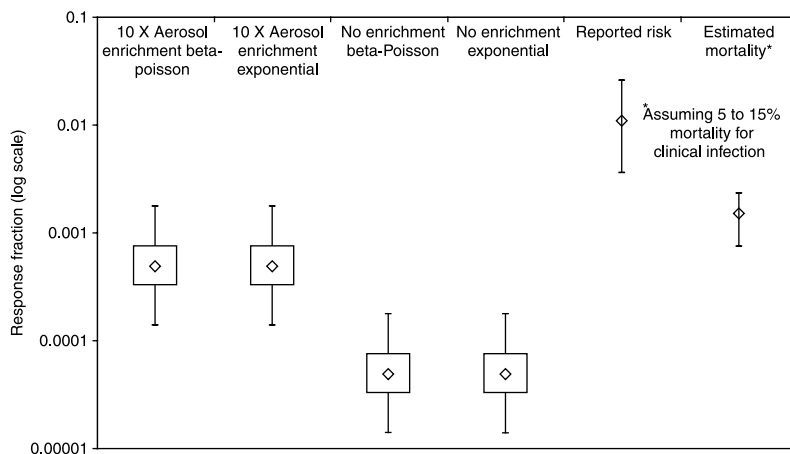 0.1
0.01
0.001
0.0001
0.00001
Response fraction (log scale)
10 X Aerosol
enrichment beta-
poisson
10 X Aerosol
enrichment
exponential
No enrichment
beta-Poisson
No enrichment
exponential
Reported risk
Estimated
mortality*
*Assuming 5 to 15%
mortality for
clinical infection